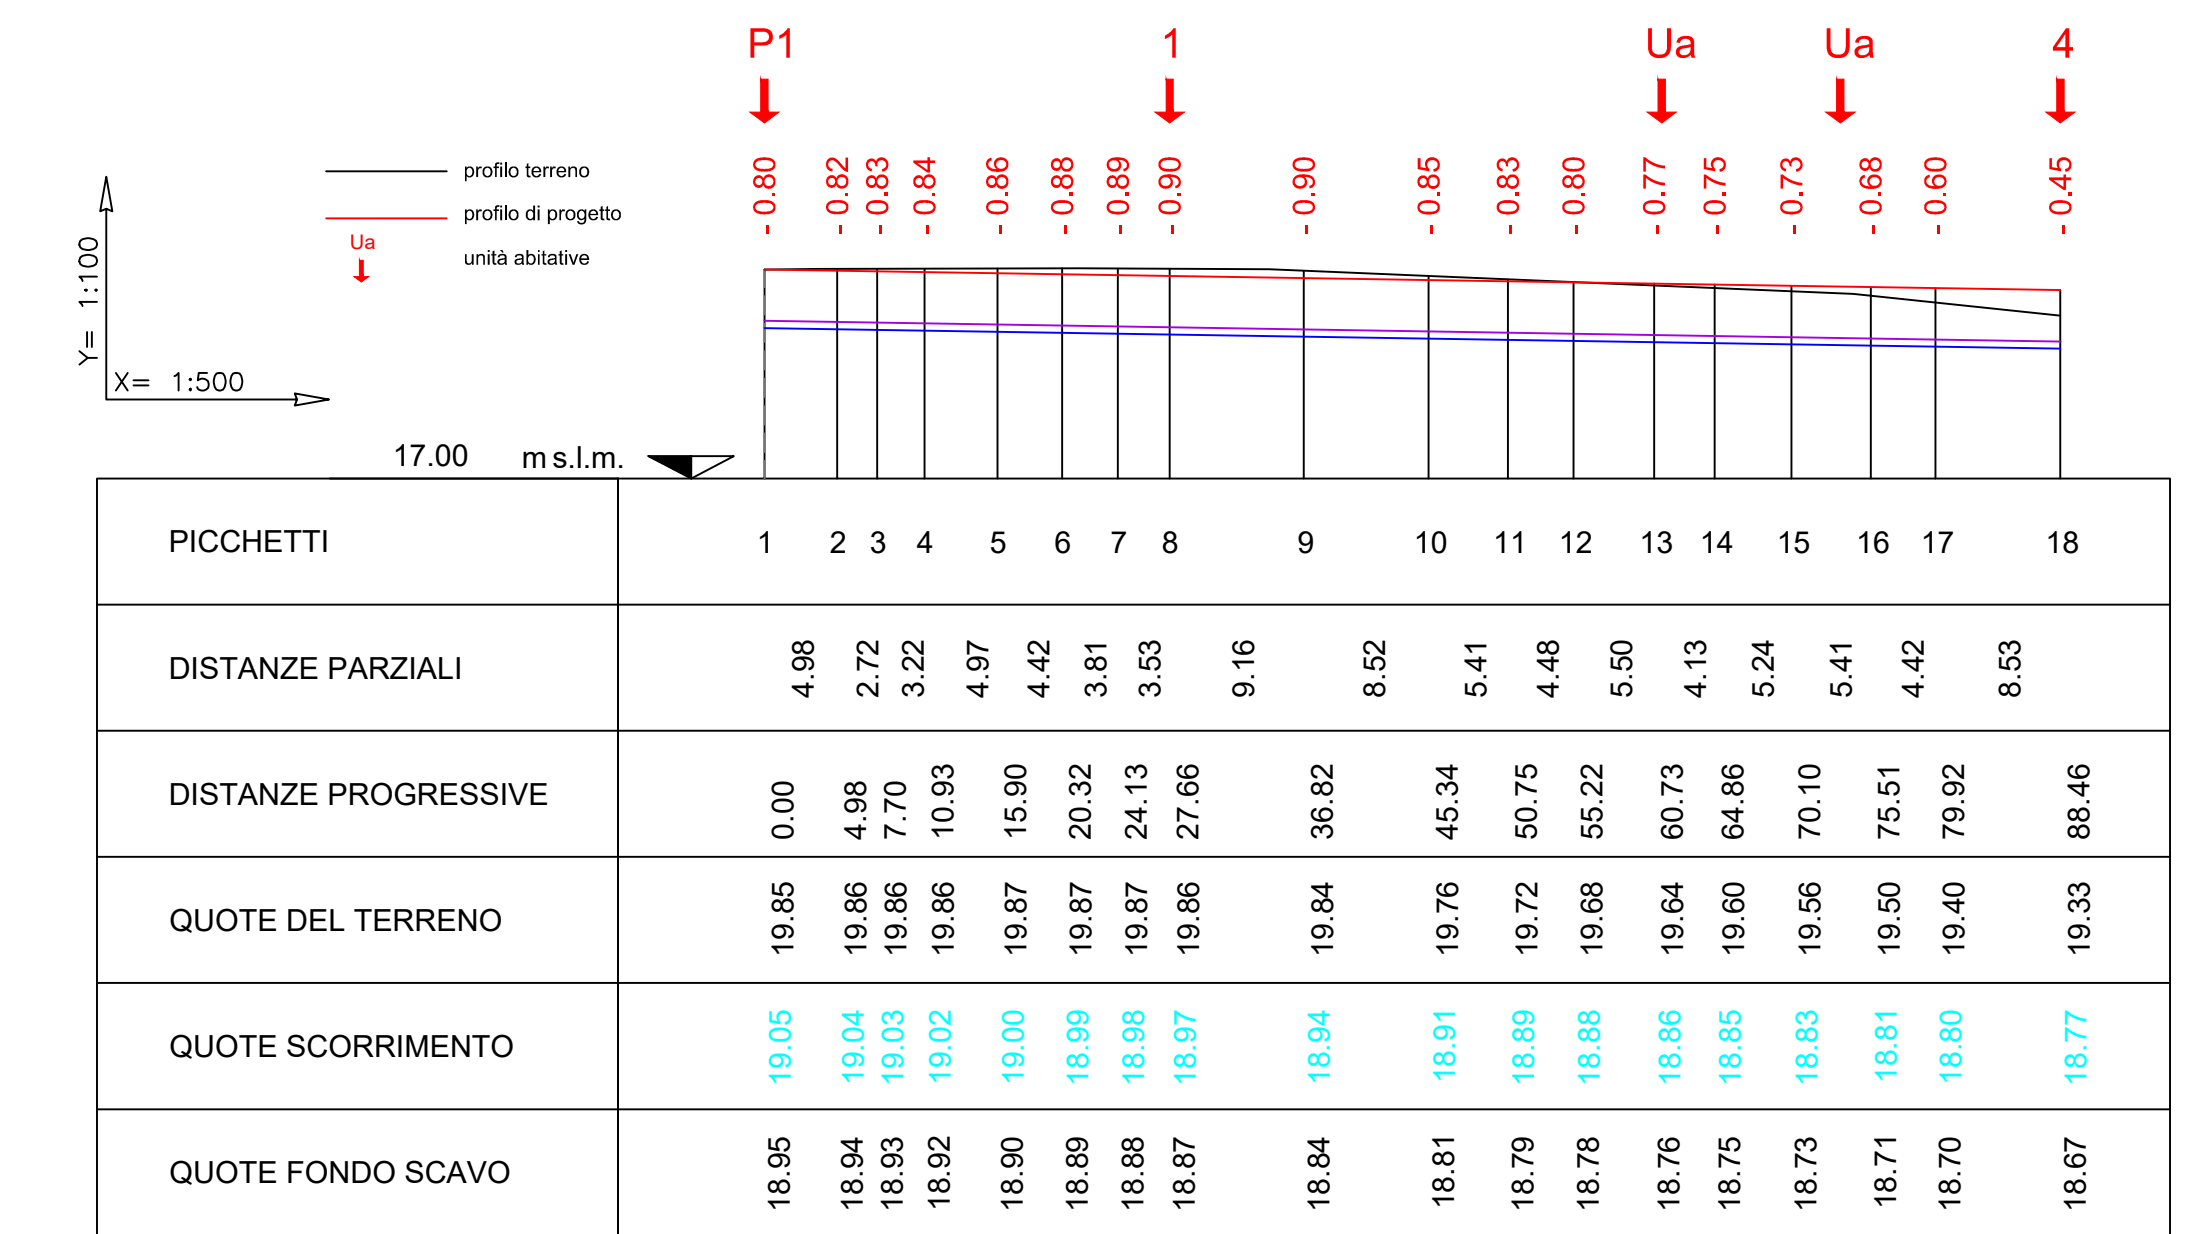 P1 1 Ua Ua 4
- 0.80 - 0.82 - 0.83 - 0.84 - 0.86 - 0.88 - 0.89 - 0.90 - 0.90 - 0.85 - 0.83 - 0.80 - 0.77 - 0.75 - 0.73 - 0.68 - 0.60 - 0.45
profilo terreno
profilo di progetto
Ua unità abitative
Y= 1:100
X= 1:500
17.00 m s.l.m.
PICCHETTI 1 2 3 4 5 6 7 8 9 10 11 12 13 14 15 16 17 18
DISTANZE PARZIALI 4.98 2.72 3.22 4.97 4.42 3.81 3.53 9.16 8.52 5.41 4.48 5.50 4.13 5.24 5.41 4.42 8.53
DISTANZE PROGRESSIVE 0.00 4.98 7.70 10.93 15.90 20.32 24.13 27.66 36.82 45.34 50.75 55.22 60.73 64.86 70.10 75.51 79.92 88.46
QUOTE DEL TERRENO 19.85 19.86 19.86 19.86 19.87 19.87 19.87 19.86 19.84 19.76 19.72 19.68 19.64 19.60 19.56 19.50 19.40 19.33
QUOTE SCORRIMENTO 19.05 19.04 19.03 19.02 19.00 18.99 18.98 18.97 18.94 18.91 18.89 18.88 18.86 18.85 18.83 18.81 18.80 18.77
QUOTE FONDO SCAVO 18.95 18.94 18.93 18.92 18.90 18.89 18.88 18.87 18.84 18.81 18.79 18.78 18.76 18.75 18.73 18.71 18.70 18.67